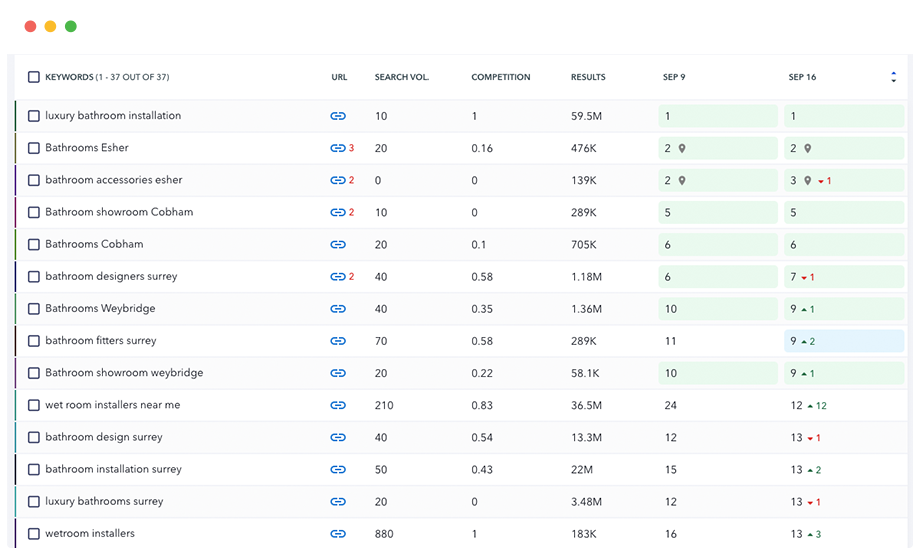 KEYWORDS (1 - 37 OUT OF 37) URL SEARCH VOL. COMPETITION RESULTS SEP 9 SEP 16
luxury bathroom installation 10 1 59.5M 1 1
Bathrooms Esher 3 20 0.16 476K 2 2
bathroom accessories esher 2 0 0 139K 2 3 1
Bathroom showroom Cobham 2 10 0 289K 5 5
Bathrooms Cobham 20 0.1 705K 6 6
bathroom designers surrey 2 40 0.58 1.18M 6 7 1
Bathrooms Weybridge 40 0.35 1.36M 10 9 1
bathroom fitters surrey 70 0.58 289K 11 9 2
Bathroom showroom weybridge 20 0.22 58.1K 10 9 1
wet room installers near me 210 0.83 36.5M 24 12 12
bathroom design surrey 40 0.54 13.3M 12 13 1
bathroom installation surrey 50 0.43 22M 15 13 2
luxury bathrooms surrey 20 0 3.48M 12 13 1
wetroom installers 880 1 183K 16 13 3